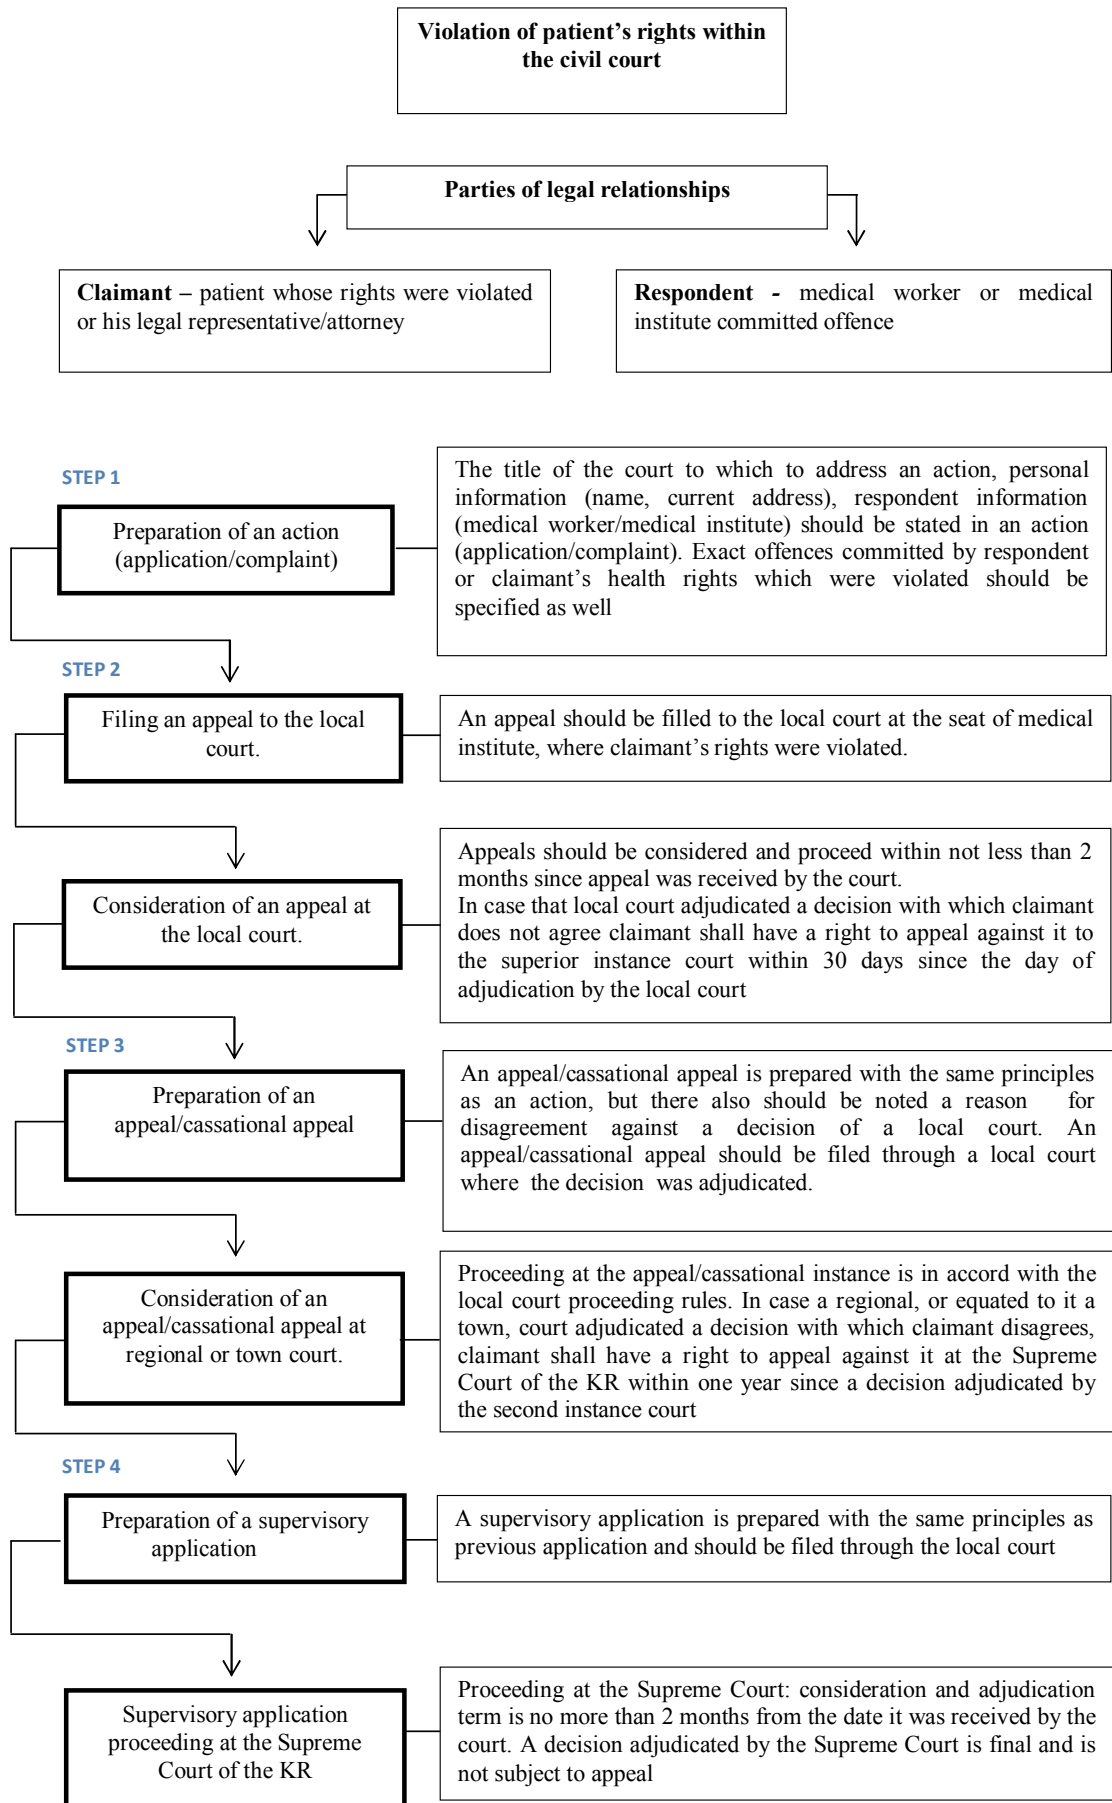 Violation of patient’s rights within
the civil court
Parties of legal relationships
Claimant – patient whose rights were violated
or his legal representative/attorney
Respondent - medical worker or medical
institute committed offence
STEP 1
Preparation of an action
(application/complaint)
The title of the court to which to address an action, personal
information (name, current address), respondent information
(medical worker/medical institute) should be stated in an action
(application/complaint). Exact offences committed by respondent
or claimant’s health rights which were violated should be
specified as well
STEP 2
Filing an appeal to the local
court.
An appeal should be filled to the local court at the seat of medical
institute, where claimant’s rights were violated.
Consideration of an appeal at
the local court.
Appeals should be considered and proceed within not less than 2
months since appeal was received by the court.
In case that local court adjudicated a decision with which claimant
does not agree claimant shall have a right to appeal against it to
the superior instance court within 30 days since the day of
adjudication by the local court
STEP 3
Preparation of an
appeal/cassational appeal
An appeal/cassational appeal is prepared with the same principles
as an action, but there also should be noted a reason for
disagreement against a decision of a local court. An
appeal/cassational appeal should be filed through a local court
where the decision was adjudicated.
Consideration of an
appeal/cassational appeal at
regional or town court.
Proceeding at the appeal/cassational instance is in accord with the
local court proceeding rules. In case a regional, or equated to it a
town, court adjudicated a decision with which claimant disagrees,
claimant shall have a right to appeal against it at the Supreme
Court of the KR within one year since a decision adjudicated by
the second instance court
STEP 4
Preparation of a supervisory
application
A supervisory application is prepared with the same principles as
previous application and should be filed through the local court
Supervisory application
proceeding at the Supreme
Court of the KR
Proceeding at the Supreme Court: consideration and adjudication
term is no more than 2 months from the date it was received by the
court. A decision adjudicated by the Supreme Court is final and is
not subject to appeal